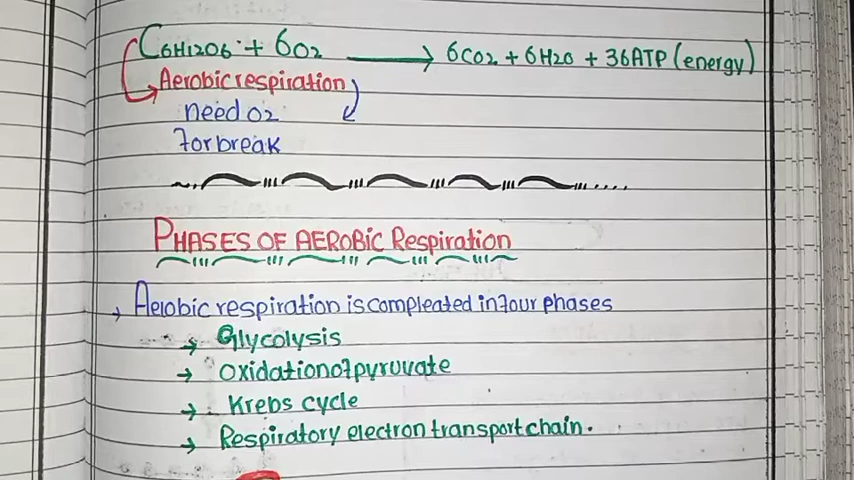 C6H12O6 + 6O2 → 6CO2 + 6H2O + 36ATP (energy)
Aerobic respiration
need O2
for break
PHASES OF AEROBIC Respiration
→ Aerobic respiration is compleated in four phases
→ Glycolysis
→ Oxidation of pyruvate
→ Krebs cycle
→ Respiratory electron transport chain.